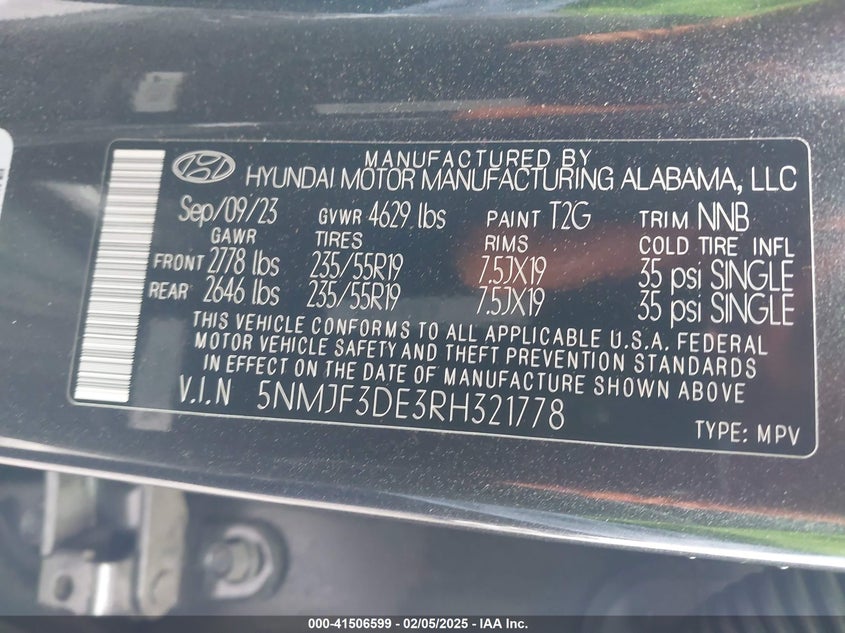 MANUFACTURED BY
HYUNDAI MOTOR MANUFACTURING ALABAMA, LLC
Sep/09/23 GVWR 4629 lbs PAINT T2G TRIM NNB
GAWR TIRES RIMS COLD TIRE INFL
FRONT 2778 lbs 235/55R19 7.5JX19 35 psi SINGLE
REAR 2646 lbs 235/55R19 7.5JX19 35 psi SINGLE
THIS VEHICLE CONFORMS TO ALL APPLICABLE U.S.A. FEDERAL
MOTOR VEHICLE SAFETY AND THEFT PREVENTION STANDARDS
IN EFFECT ON THE DATE OF MANUFACTURE SHOWN ABOVE.
V.I.N 5NMJF3DE3RH321778
TYPE: MPV
000-41506599 - 02/05/2025 - IAA Inc.